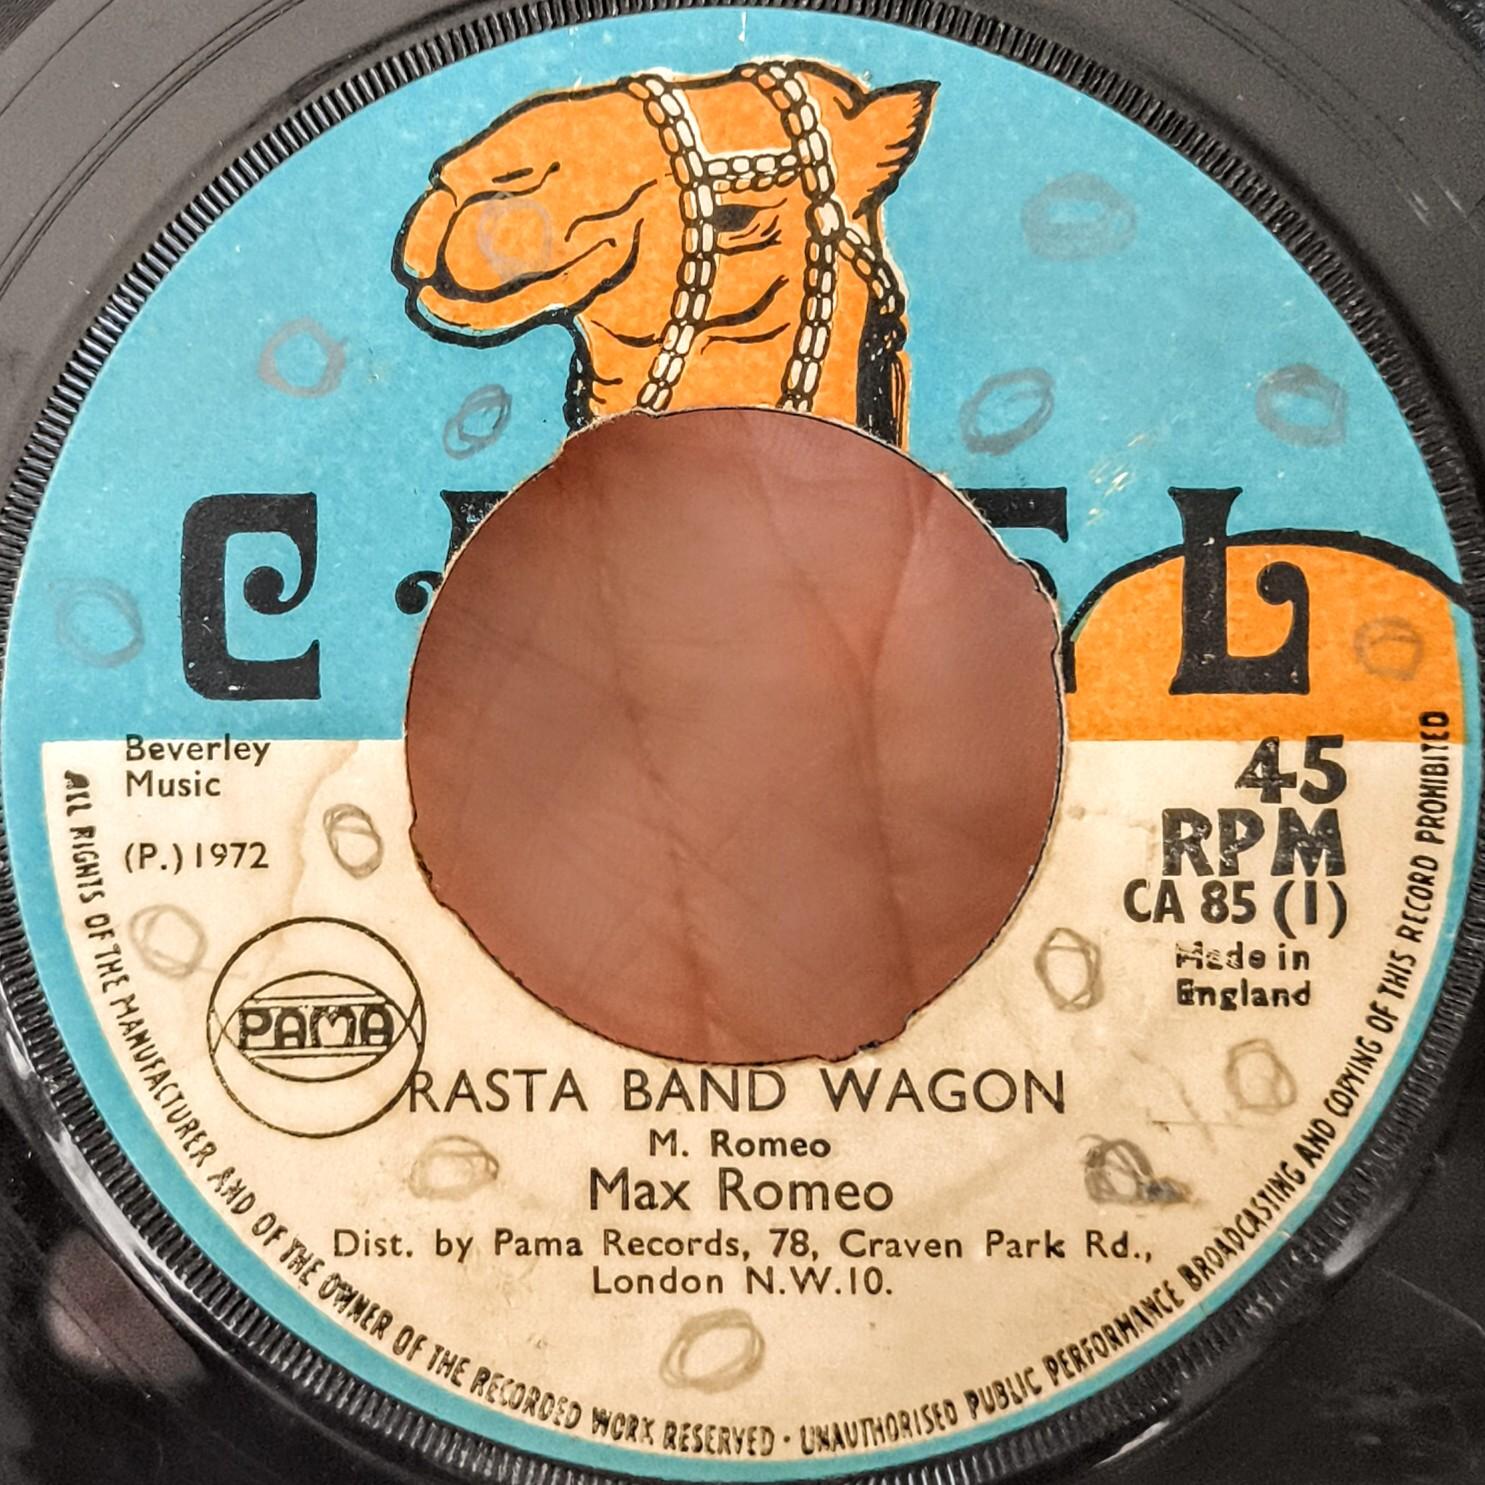 C EL
Beverley
Music
(P.) 1972
45
RPM
CA 85 (1)
Made in
England
PAMA
RASTA BAND WAGON
M. Romeo
Max Romeo
Dist. by Pama Records, 78, Craven Park Rd.,
London N.W.10.
ALL RIGHTS OF THE MANUFACTURER AND OF THE OWNER OF THE RECORDED WORK RESERVED · UNAUTHORISED PUBLIC PERFORMANCE BROADCASTING AND COPYING OF THIS RECORD PROHIBITED